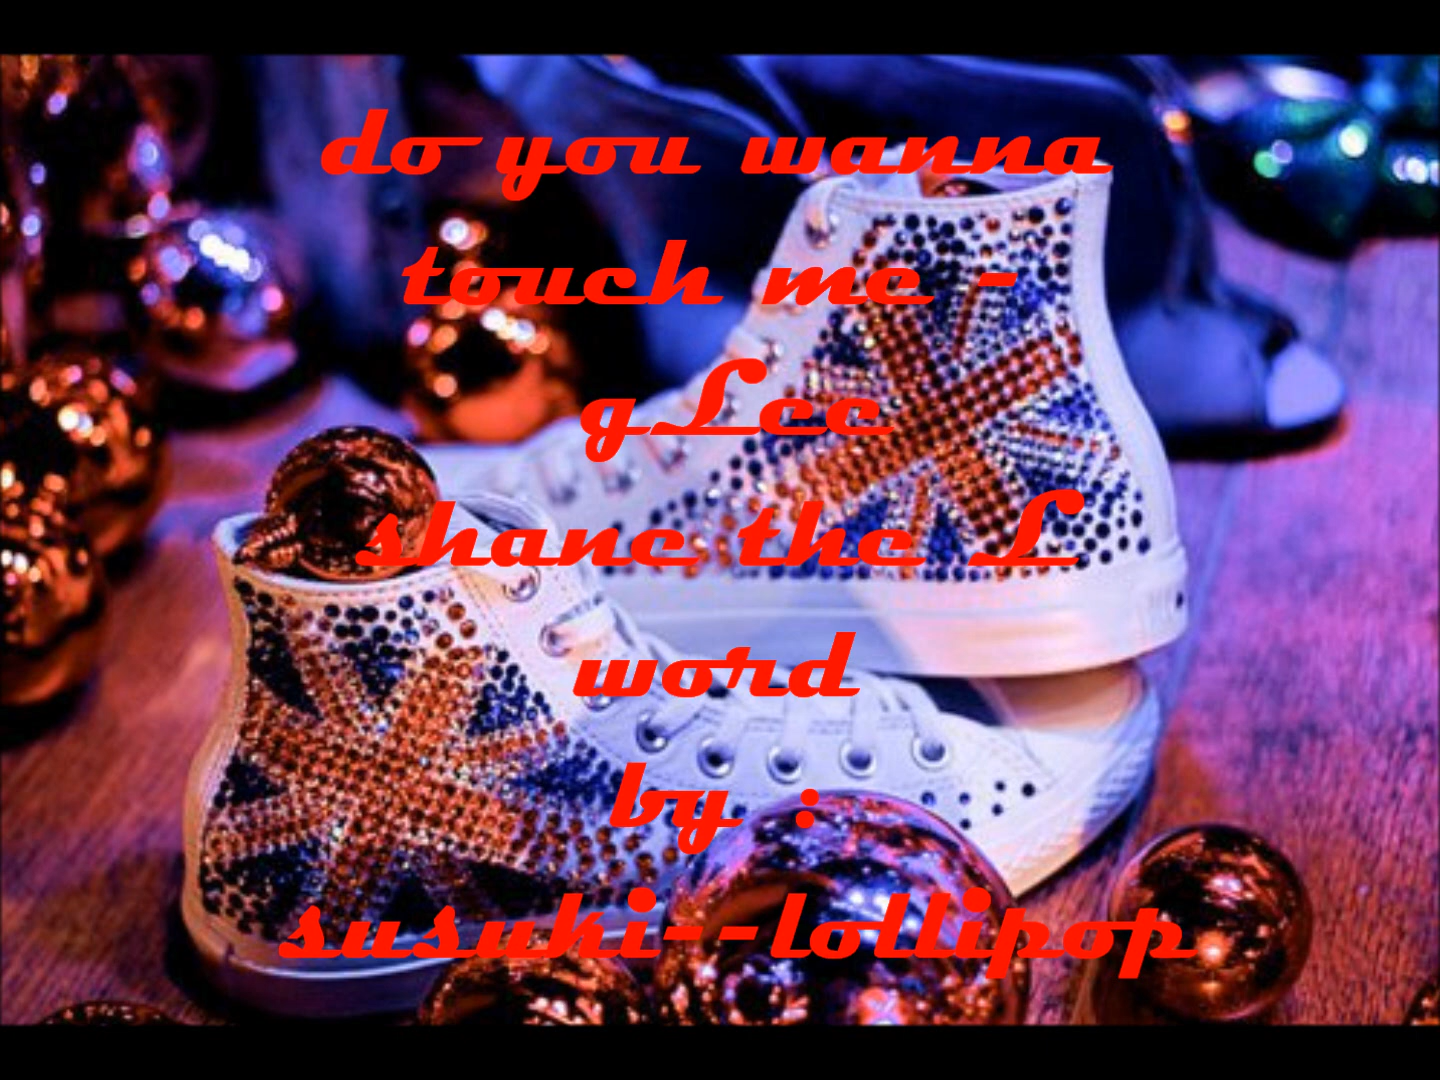 do you wanna
touch me -
gLee
shane the L
word
by :
susuki--lollipop